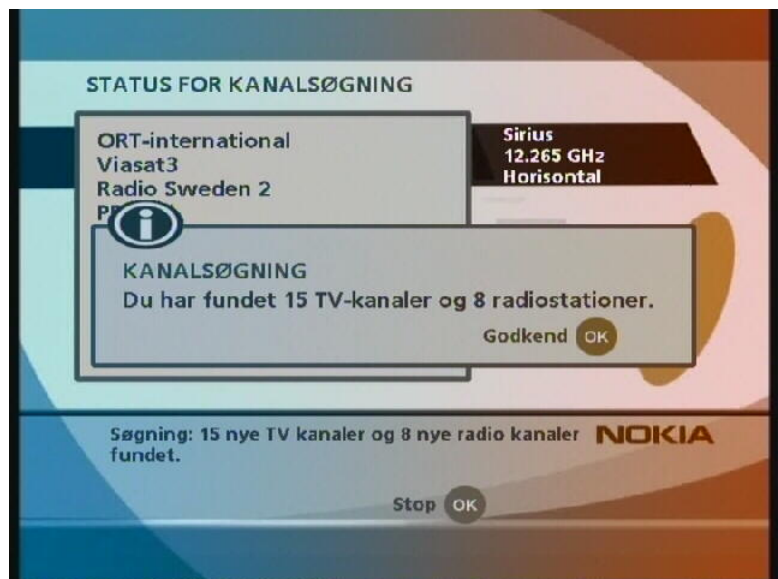 STATUS FOR KANALSØGNING
ORT-international
Viasat3
Radio Sweden 2
Sirius
12.265 GHz
Horisontal
KANALSØGNING
Du har fundet 15 TV-kanaler og 8 radiostationer.
Godkend OK
Søgning: 15 nye TV kanaler og 8 nye radio kanaler
fundet.
NOKIA
Stop OK